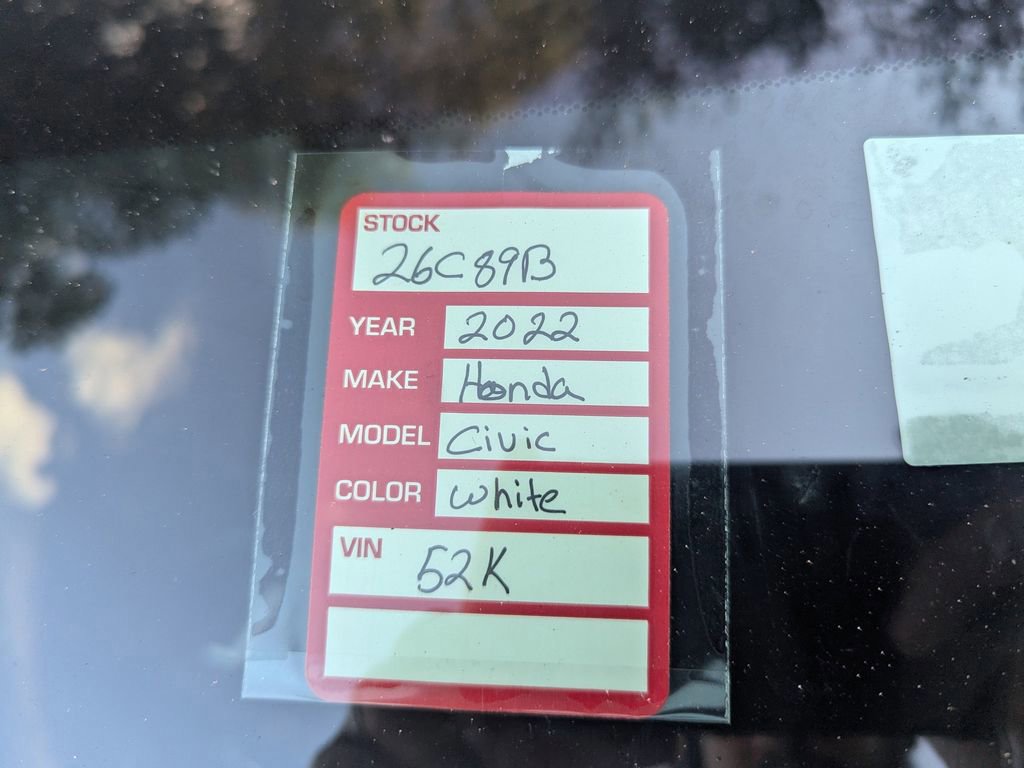 STOCK
26C89B
YEAR 2022
MAKE Honda
MODEL Civic
COLOR white
VIN 52K